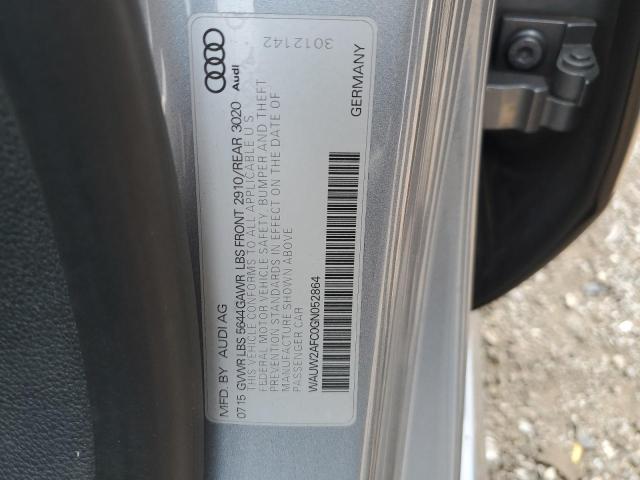 MFD. BY AUDI AG
Audi
0715 GVWR LBS 5644 GAWR LBS FRONT 2910/REAR 3020
THIS VEHICLE CONFORMS TO ALL APPLICABLE U.S.
FEDERAL MOTOR VEHICLE SAFETY, BUMPER AND THEFT
PREVENTION STANDARDS IN EFFECT ON THE DATE OF
MANUFACTURE SHOWN ABOVE
PASSENGER CAR
WAUW2AFC0GN052864
GERMANY
3012142